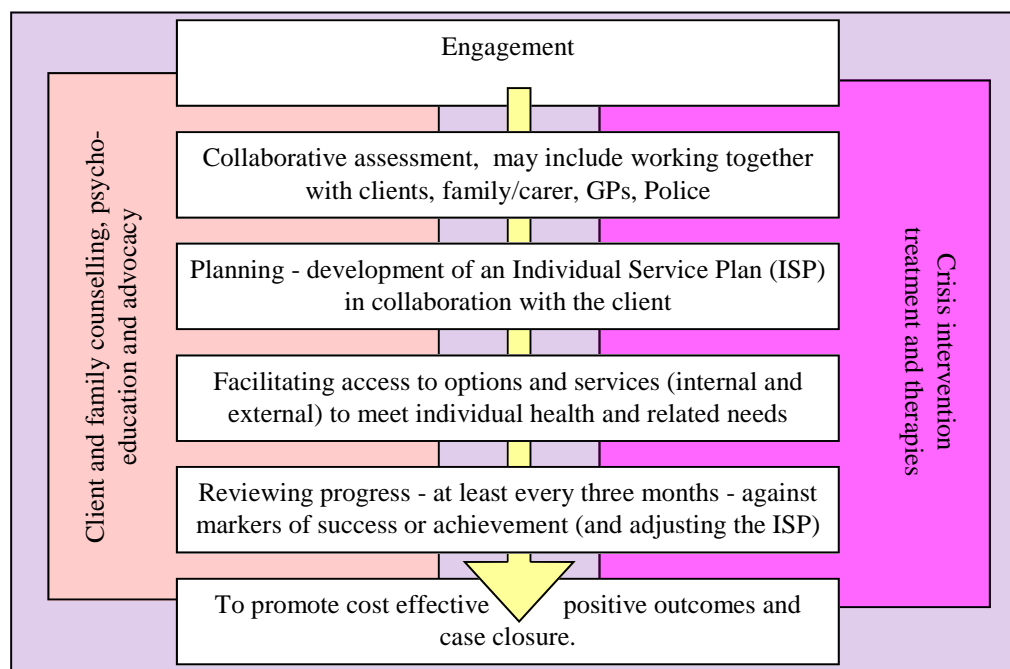 Engagement
Client and family counselling, psycho-
education and advocacy
Collaborative assessment,  may include working together
with clients, family/carer, GPs, Police
Planning - development of an Individual Service Plan (ISP)
in collaboration with the client
Facilitating access to options and services (internal and
external) to meet individual health and related needs
Reviewing progress - at least every three months - against
markers of success or achievement (and adjusting the ISP)
To promote cost effective positive outcomes and
case closure.
Crisis intervention
treatment and therapies